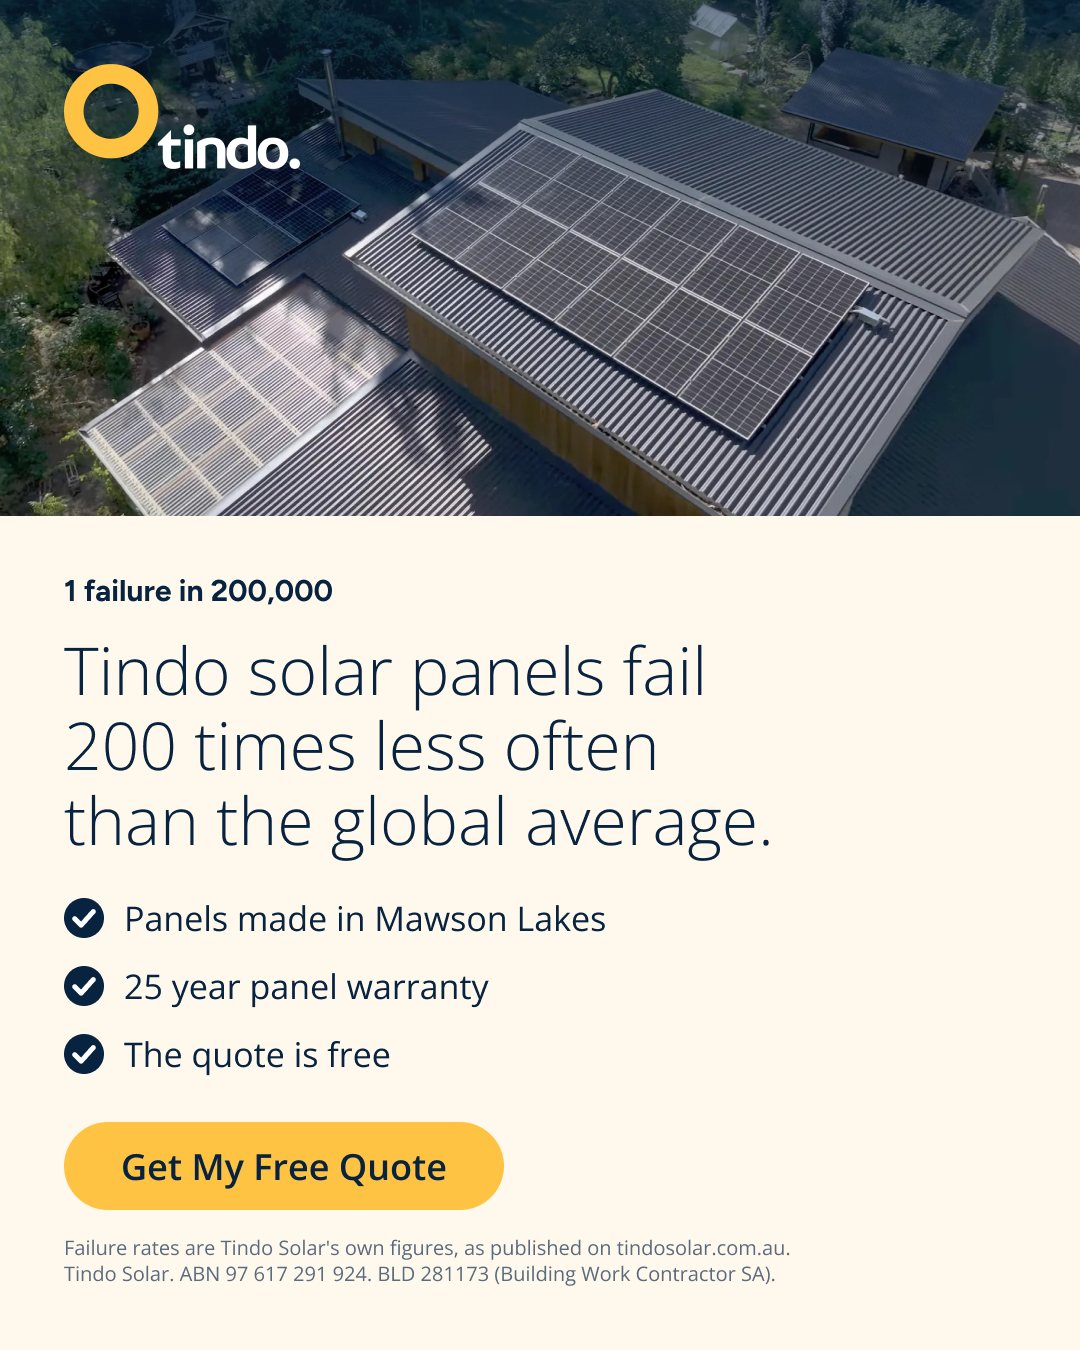 tindo.
1 failure in 200,000
Tindo solar panels fail
200 times less often
than the global average.
Panels made in Mawson Lakes
25 year panel warranty
The quote is free
Get My Free Quote
Failure rates are Tindo Solar's own figures, as published on tindosolar.com.au.
Tindo Solar. ABN 97 617 291 924. BLD 281173 (Building Work Contractor SA).